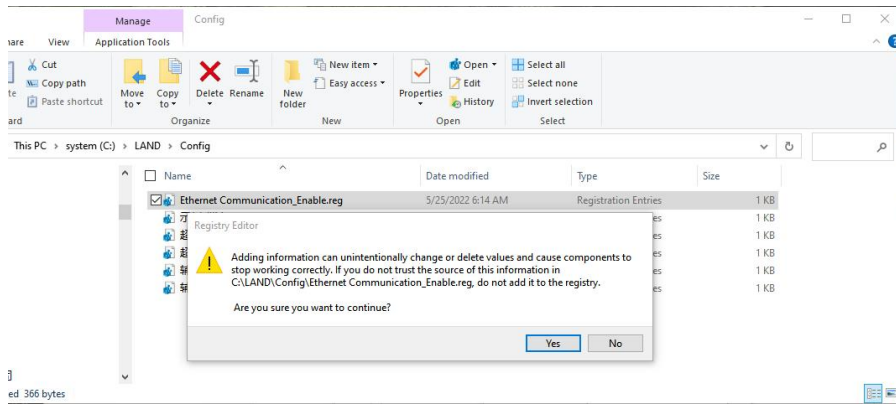 Manage
Config
View
Application Tools
Cut
Copy path
Paste shortcut
Move to
Copy to
Delete
Rename
New folder
New item
Easy access
Properties
Open
Edit
History
Select all
Select none
Invert selection
Organize
New
Open
Select
This PC > system (C:) > LAND > Config
Name
Date modified
Type
Size
Ethernet Communication_Enable.reg
5/25/2022 6:14 AM
Registration Entries
1 KB
1 KB
1 KB
1 KB
1 KB
1 KB
Registry Editor
Adding information can unintentionally change or delete values and cause components to
stop working correctly. If you do not trust the source of this information in
C:\LAND\Config\Ethernet Communication_Enable.reg, do not add it to the registry.
Are you sure you want to continue?
Yes
No
366 bytes